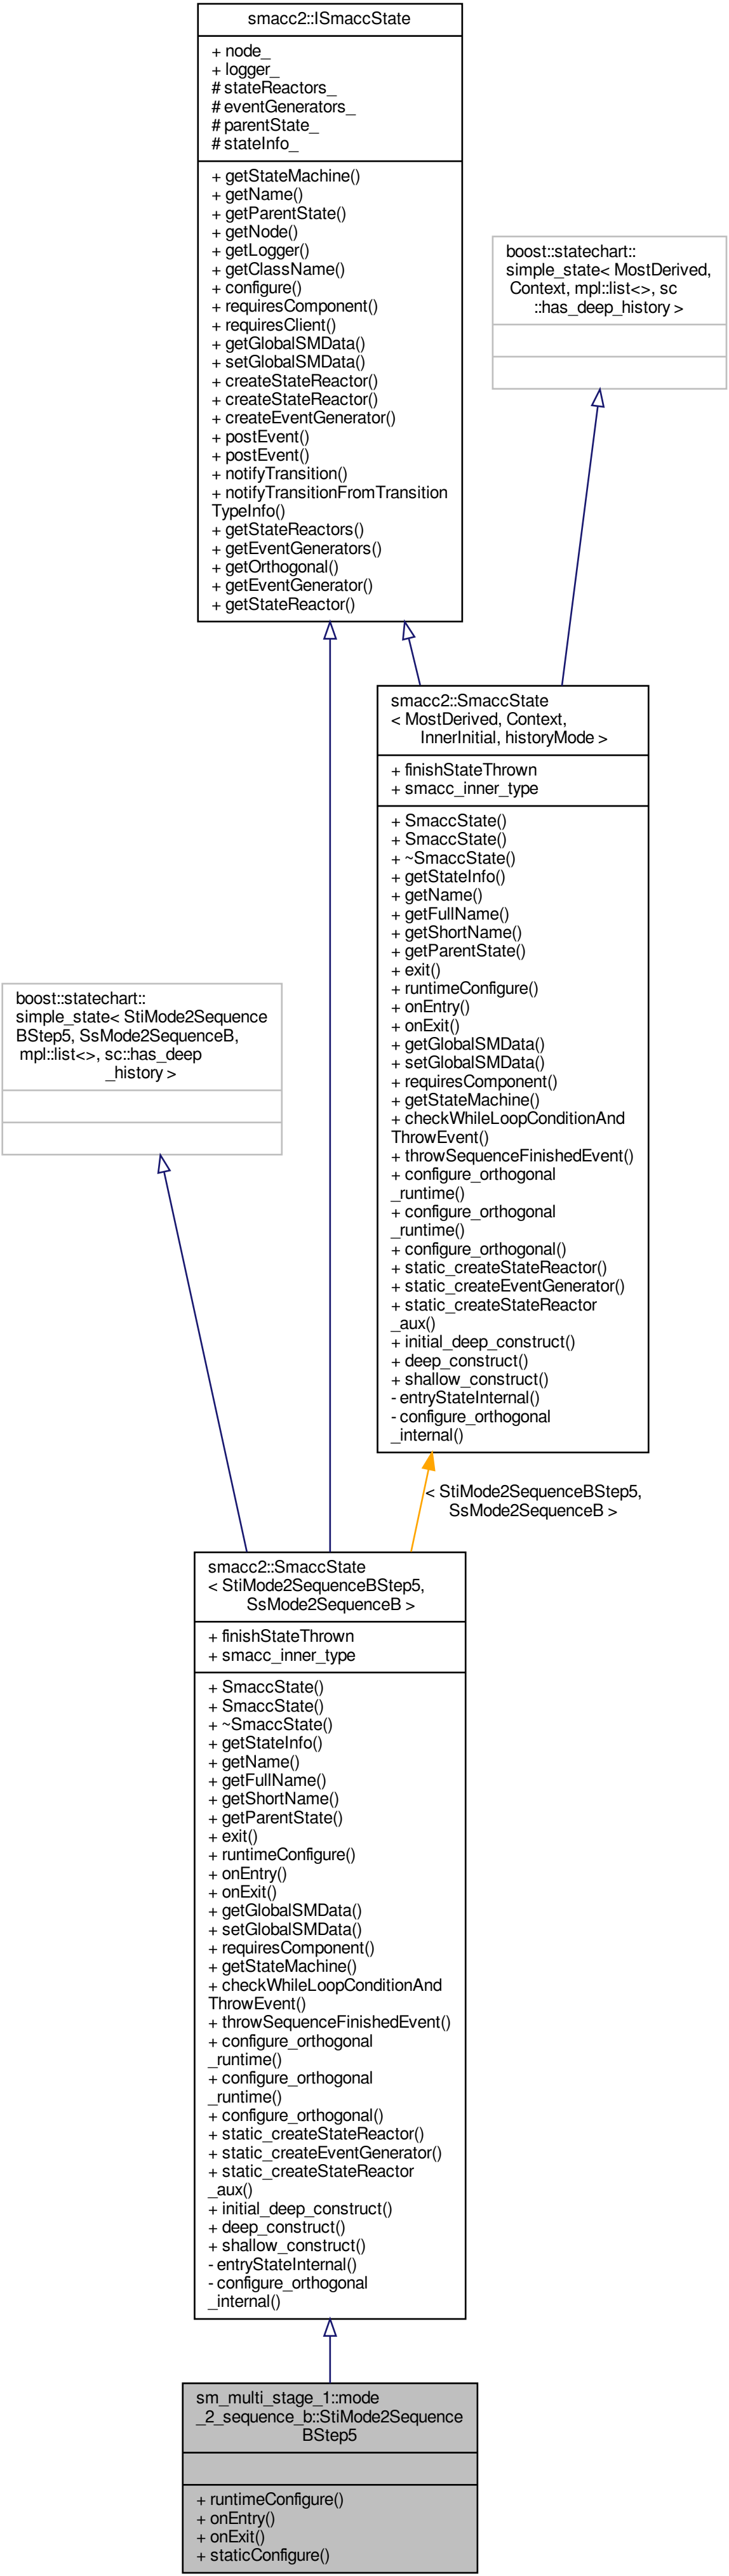 smacc2::ISmaccState
+ node_
+ logger_
# stateReactors_
# eventGenerators_
# parentState_
# stateInfo_
+ getStateMachine()
+ getName()
+ getParentState()
+ getNode()
+ getLogger()
+ getClassName()
+ configure()
+ requiresComponent()
+ requiresClient()
+ getGlobalSMData()
+ setGlobalSMData()
+ createStateReactor()
+ createStateReactor()
+ createEventGenerator()
+ postEvent()
+ postEvent()
+ notifyTransition()
+ notifyTransitionFromTransition
TypeInfo()
+ getStateReactors()
+ getEventGenerators()
+ getOrthogonal()
+ getEventGenerator()
+ getStateReactor()
boost::statechart::
simple_state< MostDerived,
Context, mpl::list<>, sc
::has_deep_history >
smacc2::SmaccState
< MostDerived, Context,
InnerInitial, historyMode >
+ finishStateThrown
+ smacc_inner_type
+ SmaccState()
+ SmaccState()
+ ~SmaccState()
+ getStateInfo()
+ getName()
+ getFullName()
+ getShortName()
+ getParentState()
+ exit()
+ runtimeConfigure()
+ onEntry()
+ onExit()
+ getGlobalSMData()
+ setGlobalSMData()
+ requiresComponent()
+ getStateMachine()
+ checkWhileLoopConditionAnd
ThrowEvent()
+ throwSequenceFinishedEvent()
+ configure_orthogonal
_runtime()
+ configure_orthogonal
_runtime()
+ configure_orthogonal()
+ static_createStateReactor()
+ static_createEventGenerator()
+ static_createStateReactor
_aux()
+ initial_deep_construct()
+ deep_construct()
+ shallow_construct()
- entryStateInternal()
- configure_orthogonal
_internal()
boost::statechart::
simple_state< StiMode2Sequence
BStep5, SsMode2SequenceB,
mpl::list<>, sc::has_deep
_history >
< StiMode2SequenceBStep5,
SsMode2SequenceB >
smacc2::SmaccState
< StiMode2SequenceBStep5,
SsMode2SequenceB >
+ finishStateThrown
+ smacc_inner_type
+ SmaccState()
+ SmaccState()
+ ~SmaccState()
+ getStateInfo()
+ getName()
+ getFullName()
+ getShortName()
+ getParentState()
+ exit()
+ runtimeConfigure()
+ onEntry()
+ onExit()
+ getGlobalSMData()
+ setGlobalSMData()
+ requiresComponent()
+ getStateMachine()
+ checkWhileLoopConditionAnd
ThrowEvent()
+ throwSequenceFinishedEvent()
+ configure_orthogonal
_runtime()
+ configure_orthogonal
_runtime()
+ configure_orthogonal()
+ static_createStateReactor()
+ static_createEventGenerator()
+ static_createStateReactor
_aux()
+ initial_deep_construct()
+ deep_construct()
+ shallow_construct()
- entryStateInternal()
- configure_orthogonal
_internal()
sm_multi_stage_1::mode
_2_sequence_b::StiMode2Sequence
BStep5
+ runtimeConfigure()
+ onEntry()
+ onExit()
+ staticConfigure()